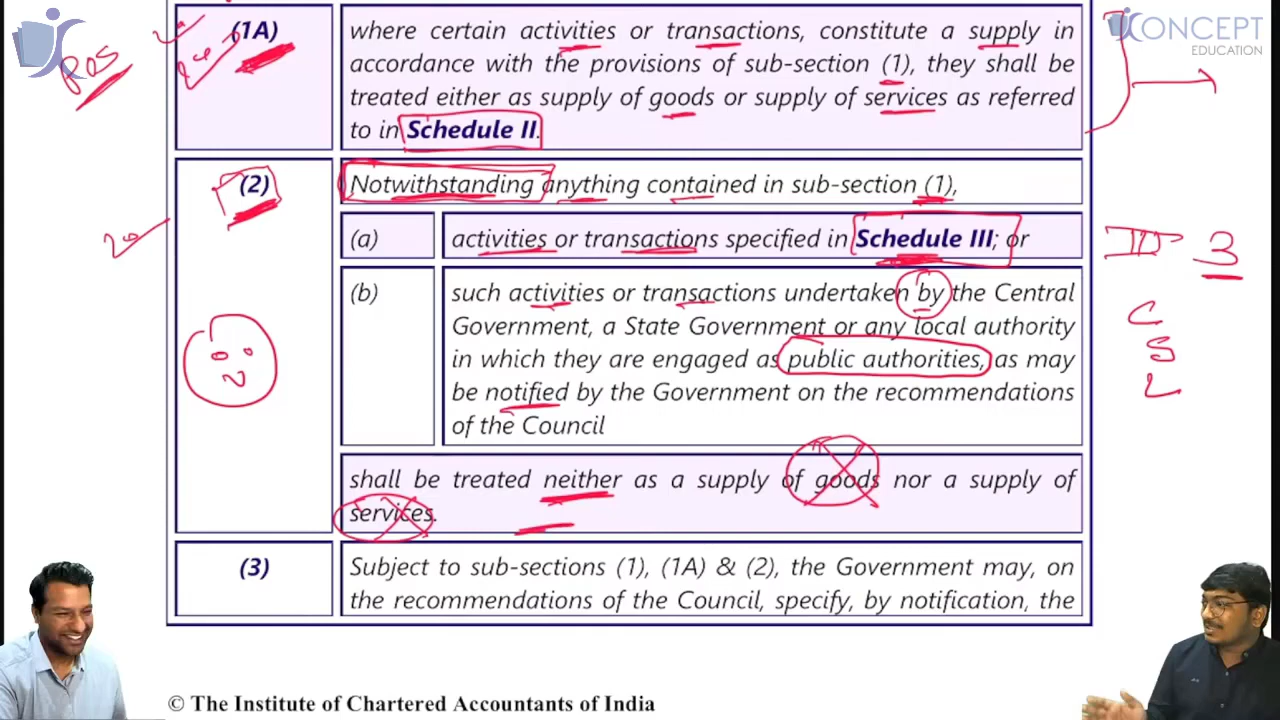 CONCEPT
EDUCATION
POS
(1A)
where certain activities or transactions, constitute a supply in
accordance with the provisions of sub-section (1), they shall be
treated either as supply of goods or supply of services as referred
to in Schedule II.
(2)
Notwithstanding anything contained in sub-section (1),
(a)
activities or transactions specified in Schedule III; or
III 3
(b)
such activities or transactions undertaken by the Central
Government, a State Government or any local authority
in which they are engaged as public authorities, as may
be notified by the Government on the recommendations
of the Council
C
S
L
shall be treated neither as a supply of goods nor a supply of
services.
(3)
Subject to sub-sections (1), (1A) & (2), the Government may, on
the recommendations of the Council, specify, by notification, the
© The Institute of Chartered Accountants of India